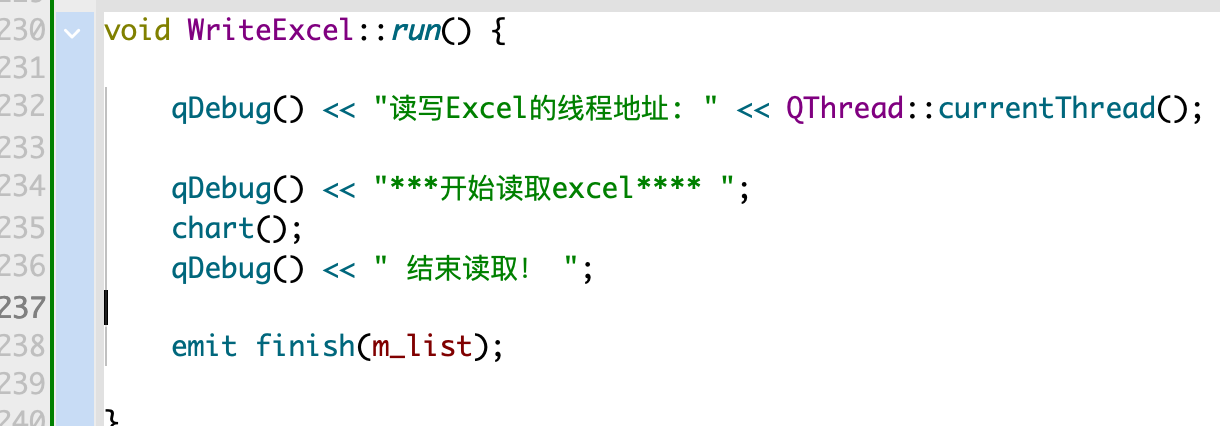 230 void WriteExcel::run() {
231
232 qDebug() << "读写Excel的线程地址: " << QThread::currentThread();
233
234 qDebug() << "***开始读取excel**** ";
235 chart();
236 qDebug() << " 结束读取! ";
237
238 emit finish(m_list);
239
240 }